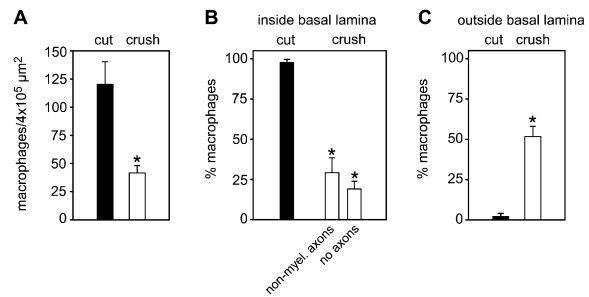 A
cut crush
macrophages/4x10⁵ µm²
150
125
100
75
50
25
0
*
B
inside basal lamina
cut crush
% macrophages
100
75
50
25
0
*
*
non-myel. axons
no axons
C
outside basal lamina
cut crush
% macrophages
100
75
50
25
0
*